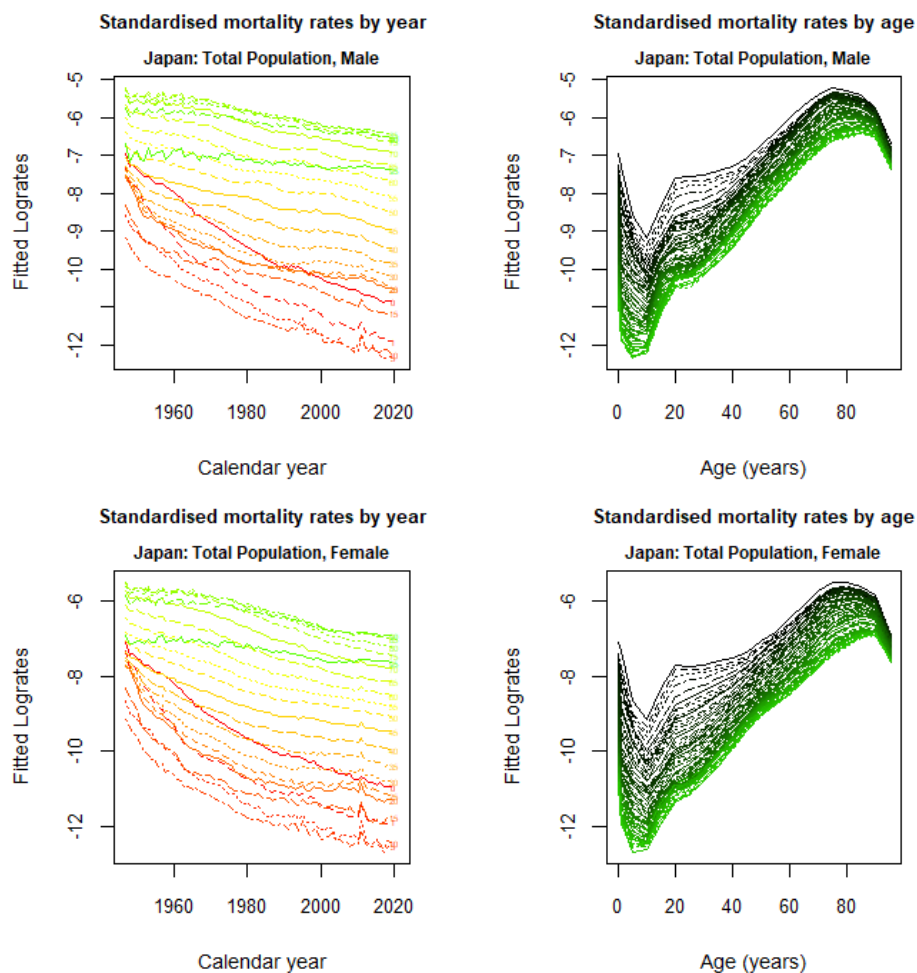 Standardised mortality rates by year
Japan: Total Population, Male
Fitted Logrates
-5
-6
-7
-8
-9
-10
-12
1960 1980 2000 2020
Calendar year
Standardised mortality rates by age
Japan: Total Population, Male
Fitted Logrates
-5
-6
-7
-8
-9
-10
-12
0 20 40 60 80
Age (years)
Standardised mortality rates by year
Japan: Total Population, Female
Fitted Logrates
-6
-8
-10
-12
1960 1980 2000 2020
Calendar year
Standardised mortality rates by age
Japan: Total Population, Female
Fitted Logrates
-6
-8
-10
-12
0 20 40 60 80
Age (years)